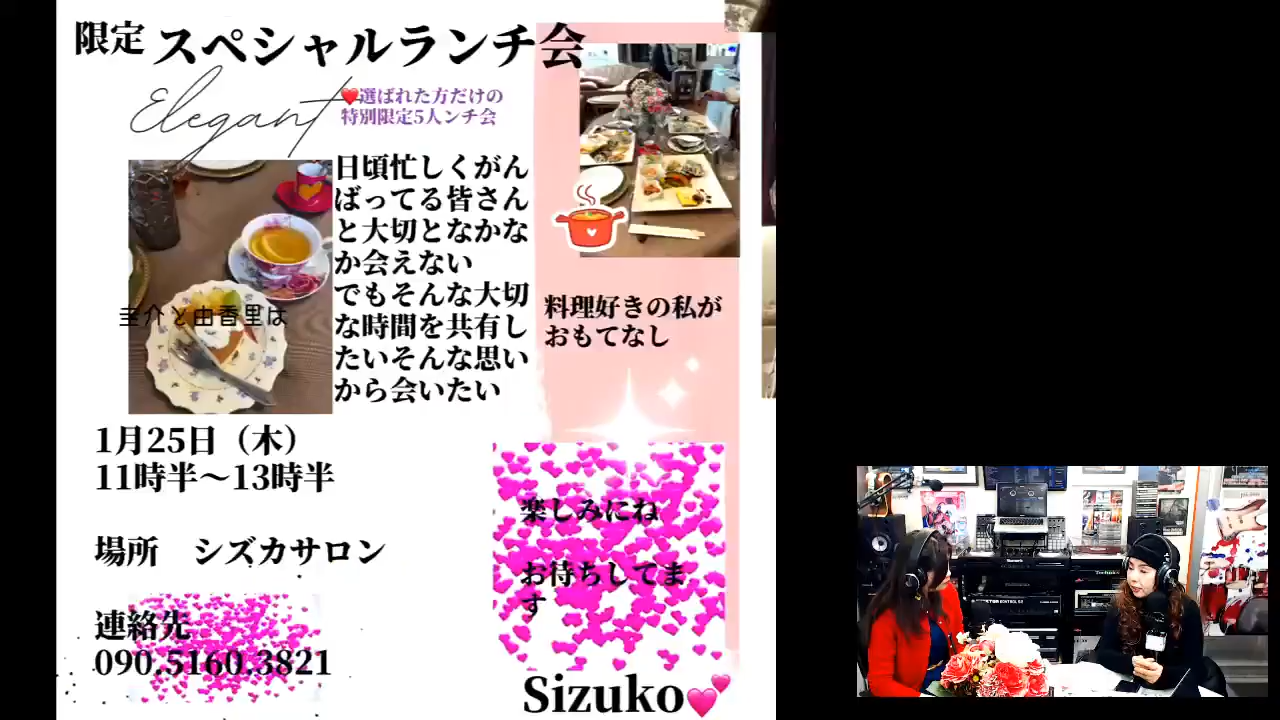 限定 スペシャルランチ会
Elegant
❤️選ばれた方だけの
特別限定5人ンチ会
日頃忙しくがん
ばってる皆さん
と大切となかな
か会えない
でもそんな大切
な時間を共有し
たいそんな思い
から会いたい
圭介と由香里は
料理好きの私が
おもてなし
1月25日（木）
11時半〜13時半
場所　シズカサロン
連絡先
090.5160.3821
楽しみにね
お待ちしてま
す
Sizuko💕